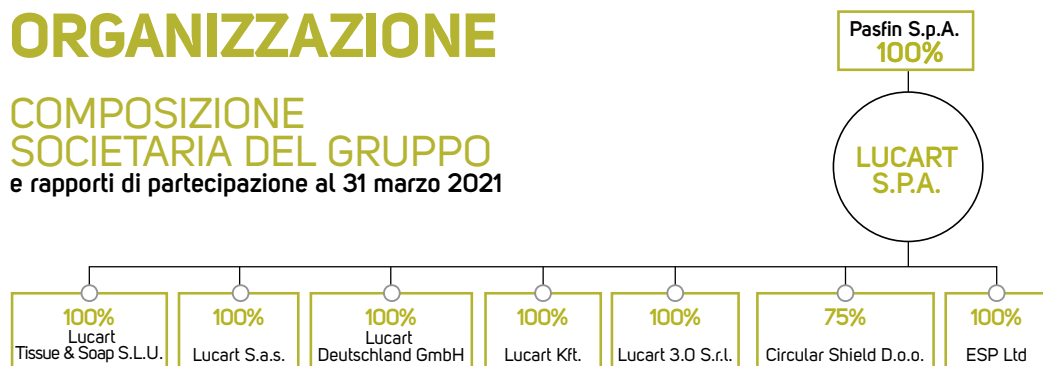 ORGANIZZAZIONE
COMPOSIZIONE
SOCIETARIA DEL GRUPPO
e rapporti di partecipazione al 31 marzo 2021
Pasfin S.p.A.
100%
LUCART
S.P.A.
100%
Lucart
Tissue & Soap S.L.U.
100%
Lucart S.a.s.
100%
Lucart
Deutschland GmbH
100%
Lucart Kft.
100%
Lucart 3.0 S.r.l.
75%
Circular Shield D.o.o.
100%
ESP Ltd